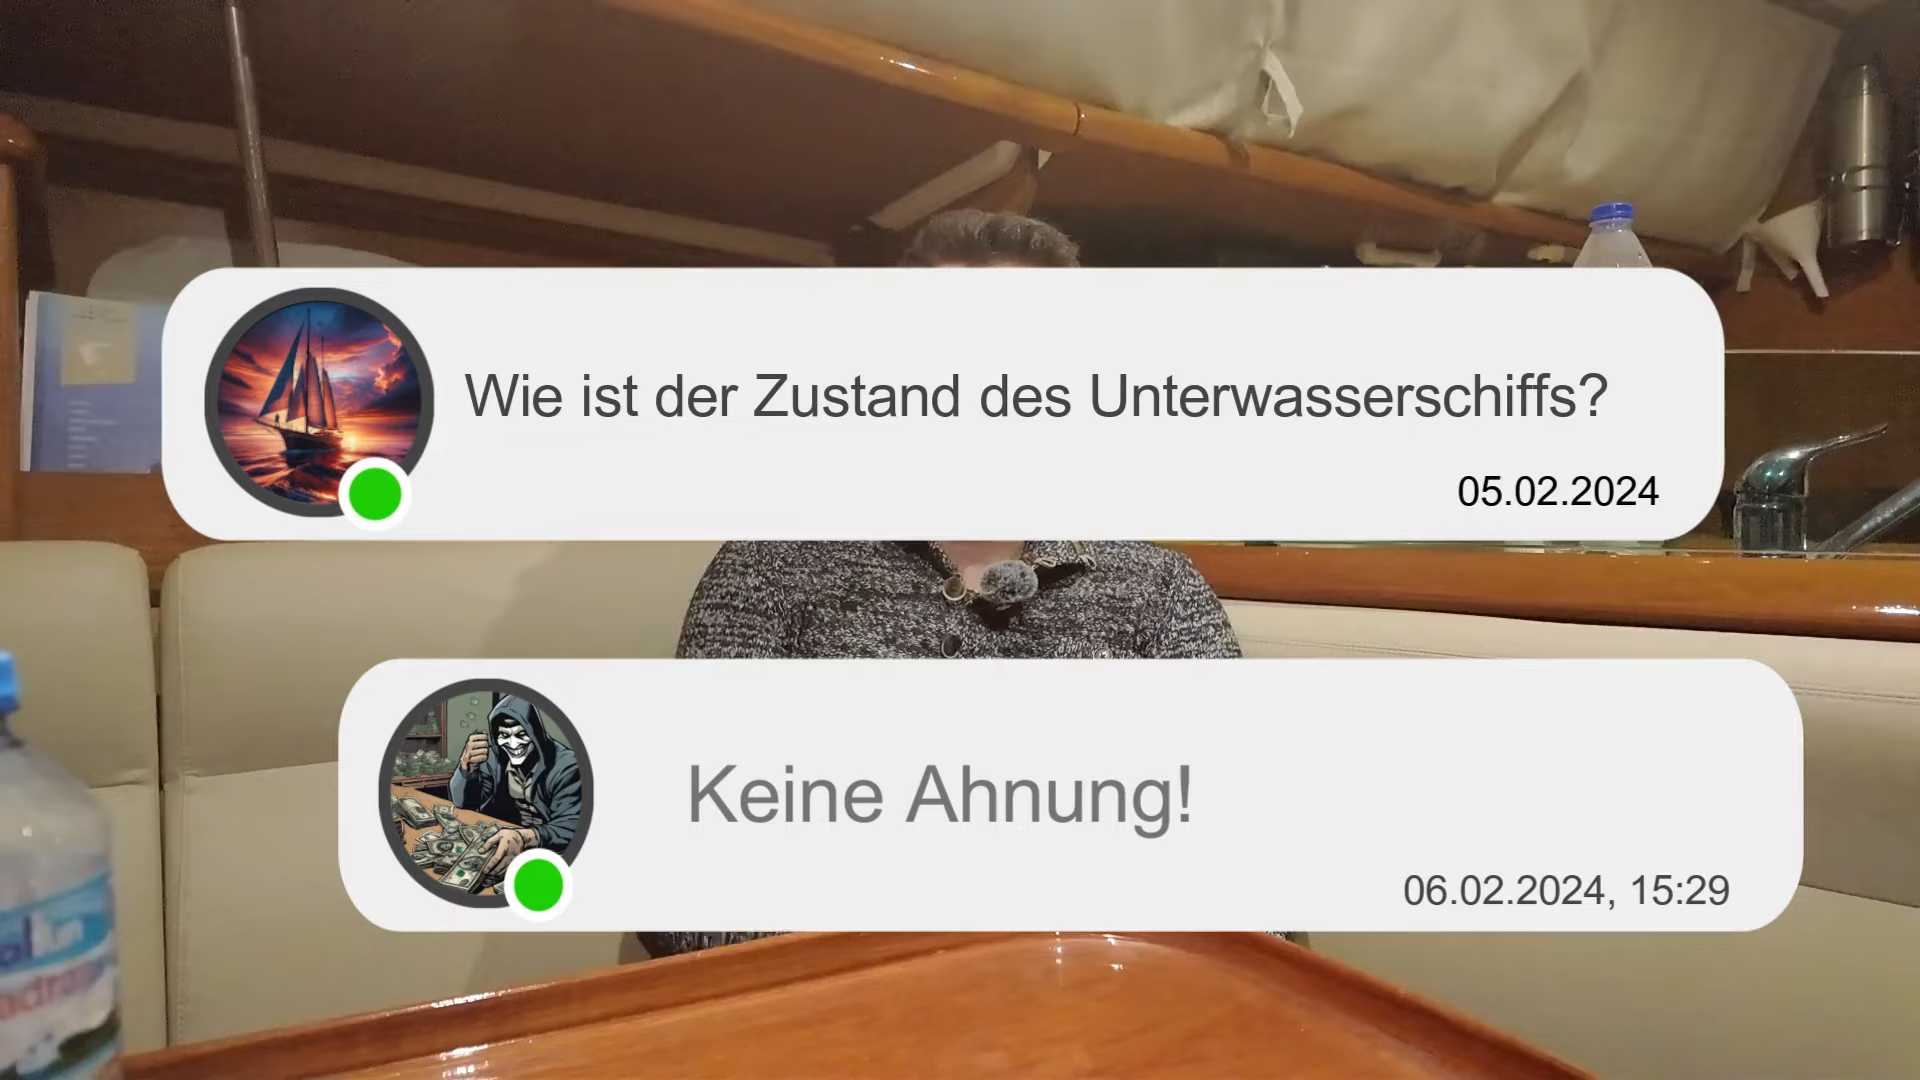 Wie ist der Zustand des Unterwasserschiffs?
05.02.2024
Keine Ahnung!
06.02.2024, 15:29